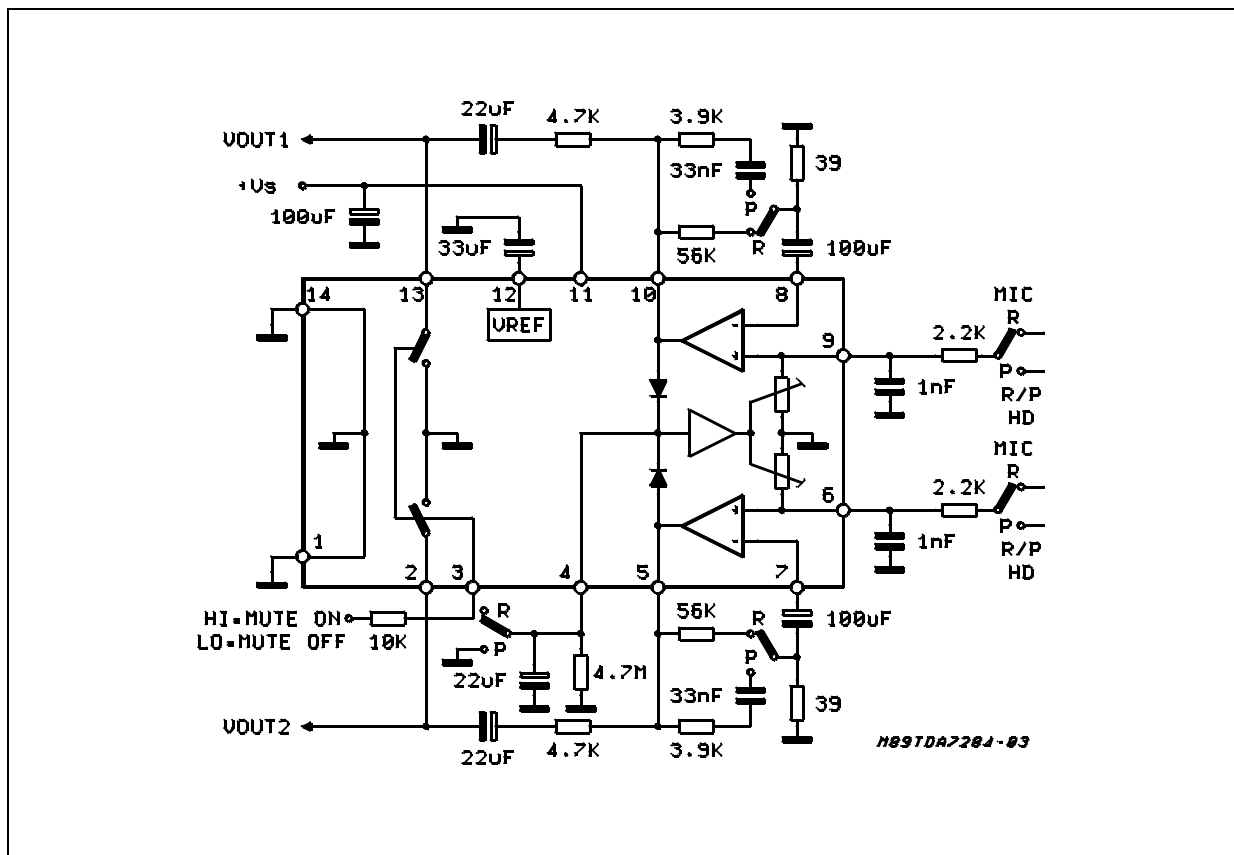 22uF
4.7K
3.9K
VOUT1
33nF
39
+Vs
P
100uF
33uF
56K
R
100uF
14
13
12
11
10
8
MIC
VREF
R
2.2K
9
P
1nF
R/P
HD
MIC
R
2.2K
6
P
1nF
R/P
HD
1
2
3
4
5
7
HI=MUTE ON
LO=MUTE OFF
10K
R
P
56K
R
100uF
P
22uF
4.7M
33nF
39
VOUT2
22uF
4.7K
3.9K
M89TDA7284-03